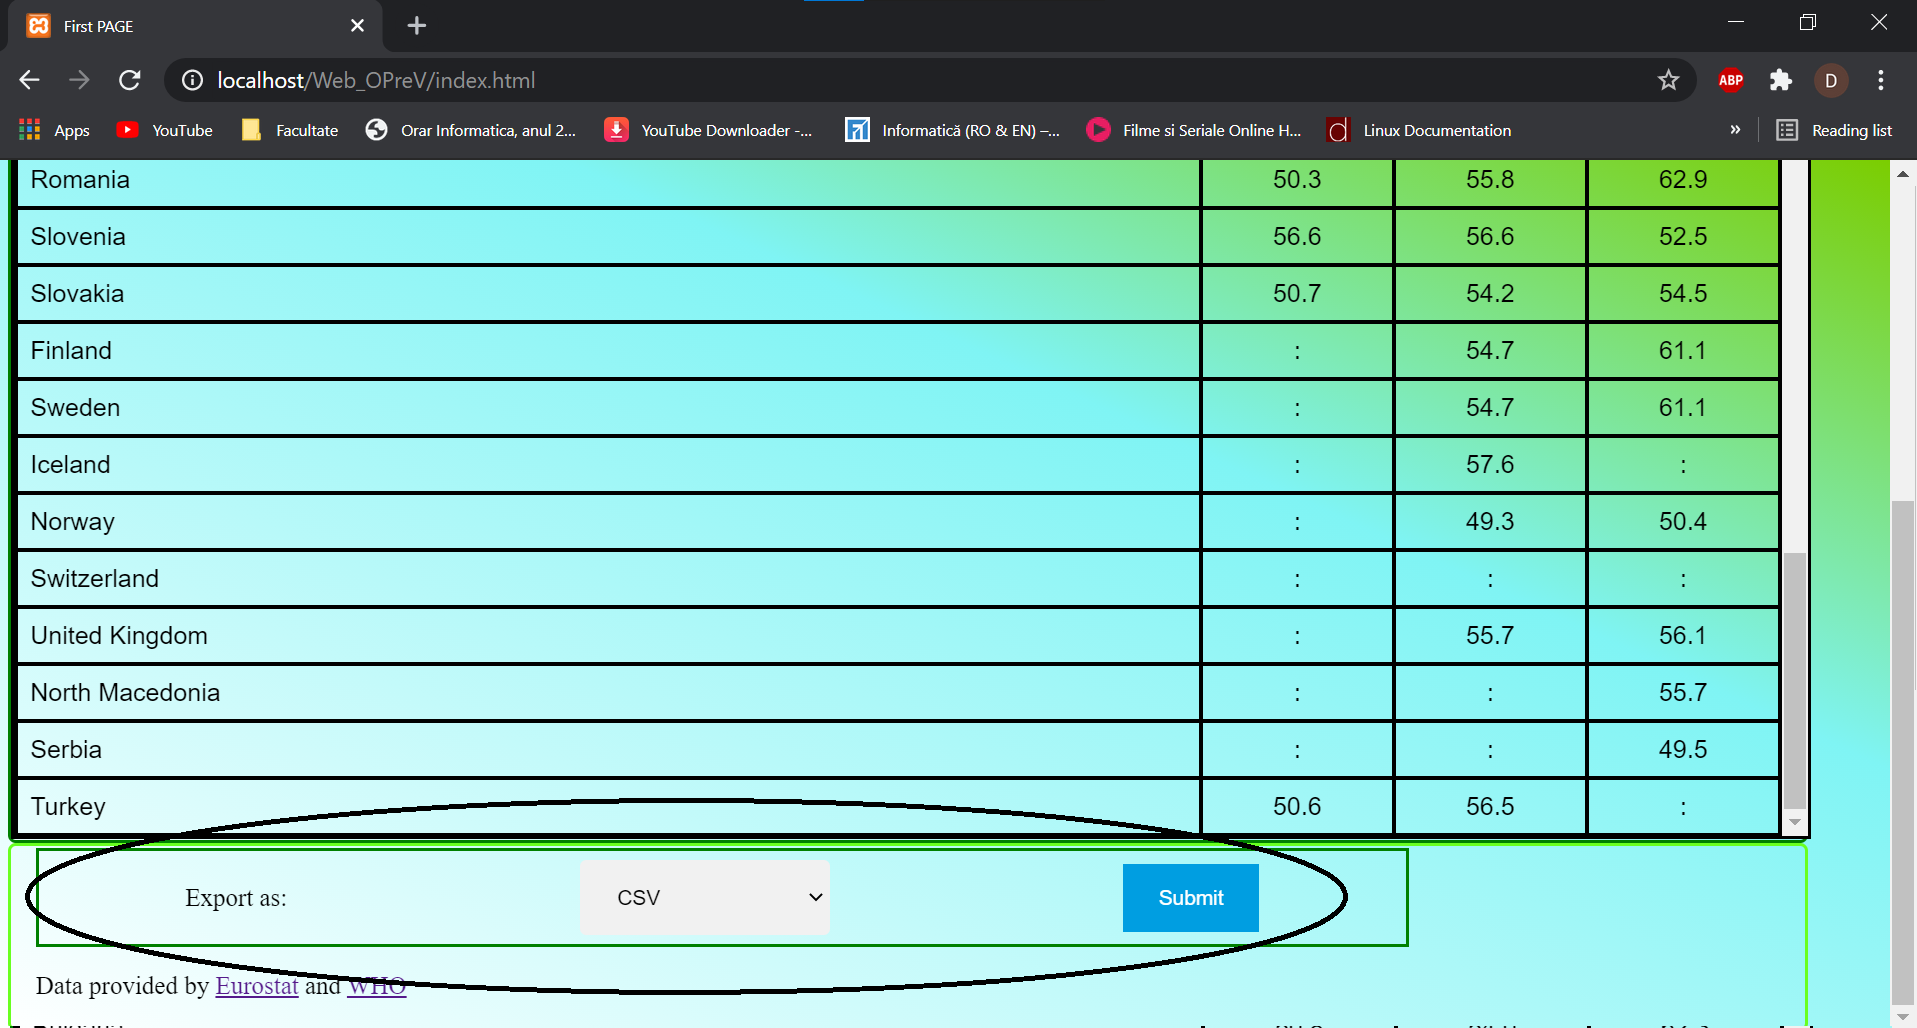 First PAGE
localhost/Web_OPreV/index.html
ABP
D
Apps YouTube Facultate Orar Informatica, anul 2... YouTube Downloader -... Informatică (RO & EN) –... Filme si Seriale Online H... Linux Documentation » Reading list
Romania 50.3 55.8 62.9
Slovenia 56.6 56.6 52.5
Slovakia 50.7 54.2 54.5
Finland : 54.7 61.1
Sweden : 54.7 61.1
Iceland : 57.6 :
Norway : 49.3 50.4
Switzerland : : :
United Kingdom : 55.7 56.1
North Macedonia : : 55.7
Serbia : : 49.5
Turkey 50.6 56.5 :
Export as: CSV Submit
Data provided by Eurostat and WHO